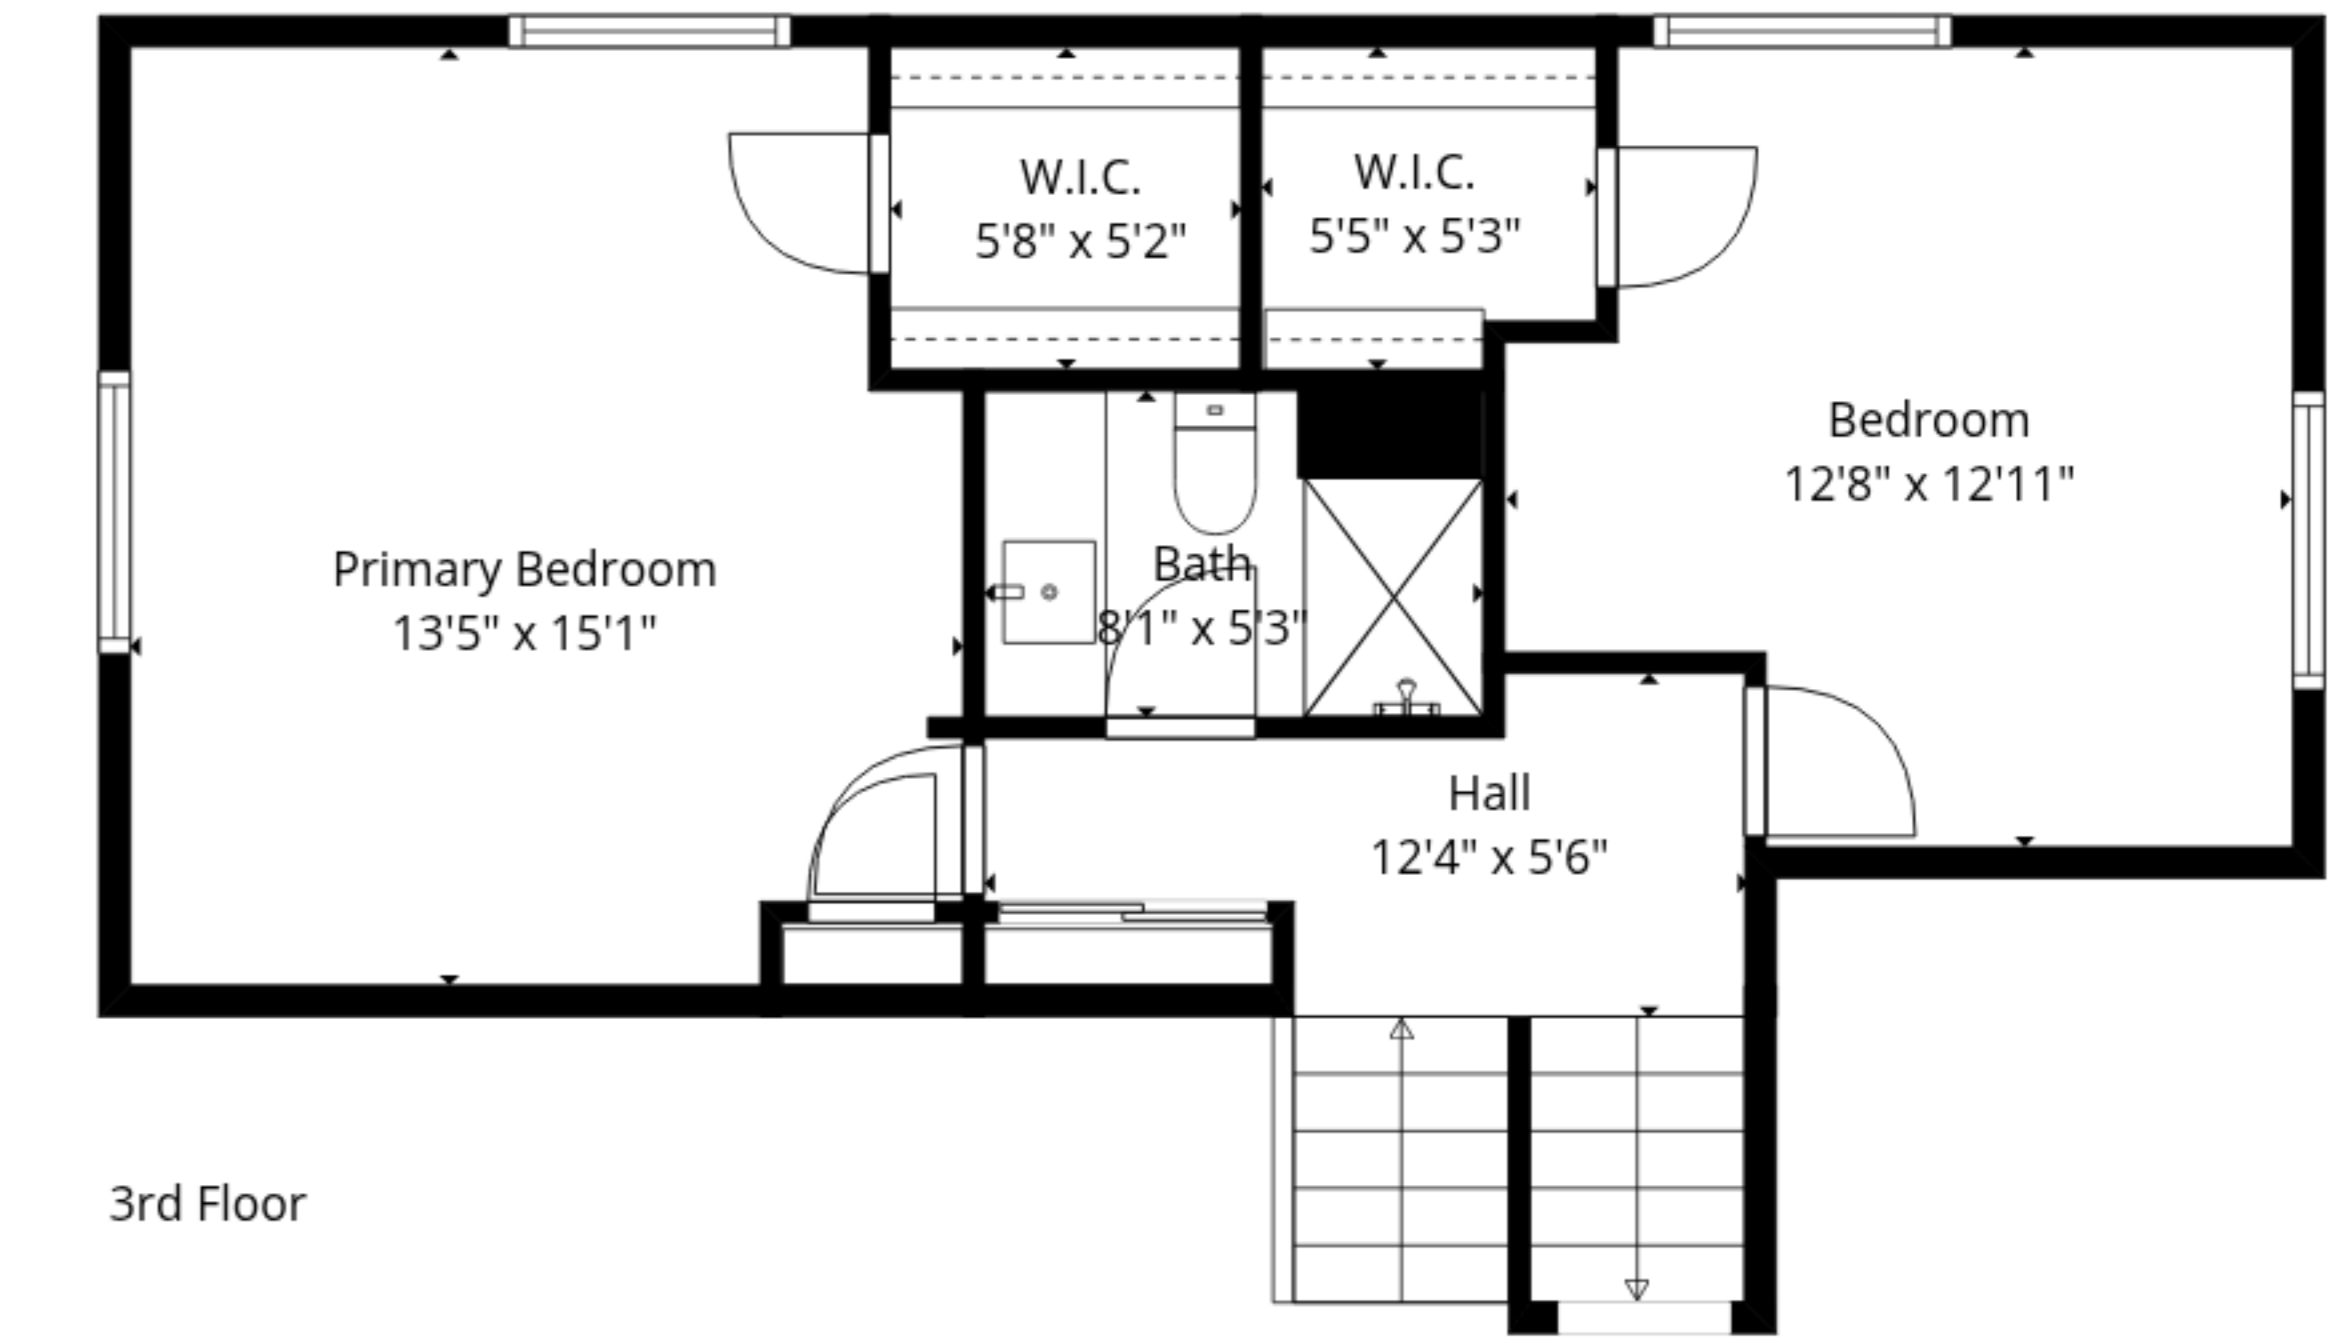 W.I.C.
5'8" x 5'2"
W.I.C.
5'5" x 5'3"
Bedroom
12'8" x 12'11"
Primary Bedroom
13'5" x 15'1"
Bath
8'1" x 5'3"
Hall
12'4" x 5'6"
3rd Floor